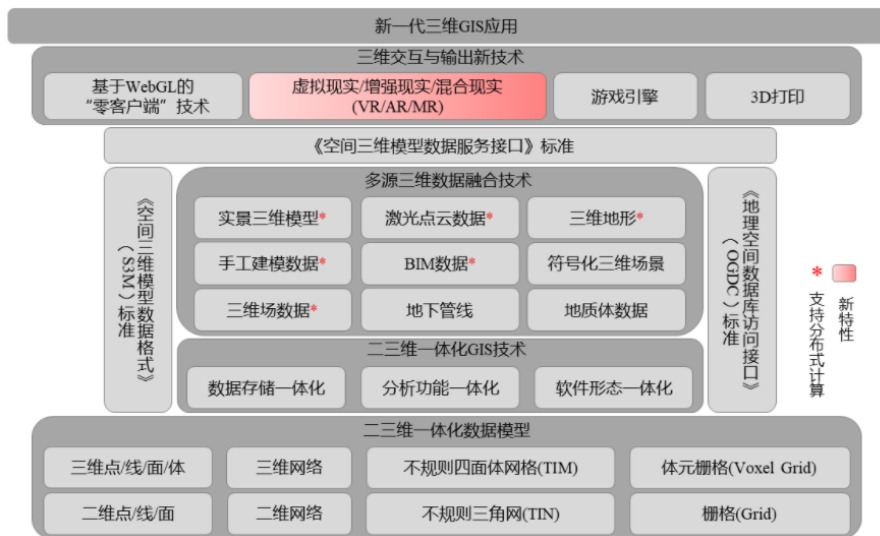 新一代三维GIS应用
三维交互与输出新技术
基于WebGL的
“零客户端”技术
虚拟现实/增强现实/混合现实
(VR/AR/MR)
游戏引擎
3D打印
《空间三维模型数据服务接口》标准
《空间三维模型数据格式》
（S3M）标准
多源三维数据融合技术
实景三维模型*
激光点云数据*
三维地形*
手工建模数据*
BIM数据*
符号化三维场景
三维场数据*
地下管线
地质体数据
二三维一体化GIS技术
数据存储一体化
分析功能一体化
软件形态一体化
《地理空间数据库访问接口》
（OGDC）标准
* 支持分布式计算
新特性
二三维一体化数据模型
三维点/线/面/体
三维网络
不规则四面体网格(TIM)
体元栅格(Voxel Grid)
二维点/线/面
二维网络
不规则三角网(TIN)
栅格(Grid)